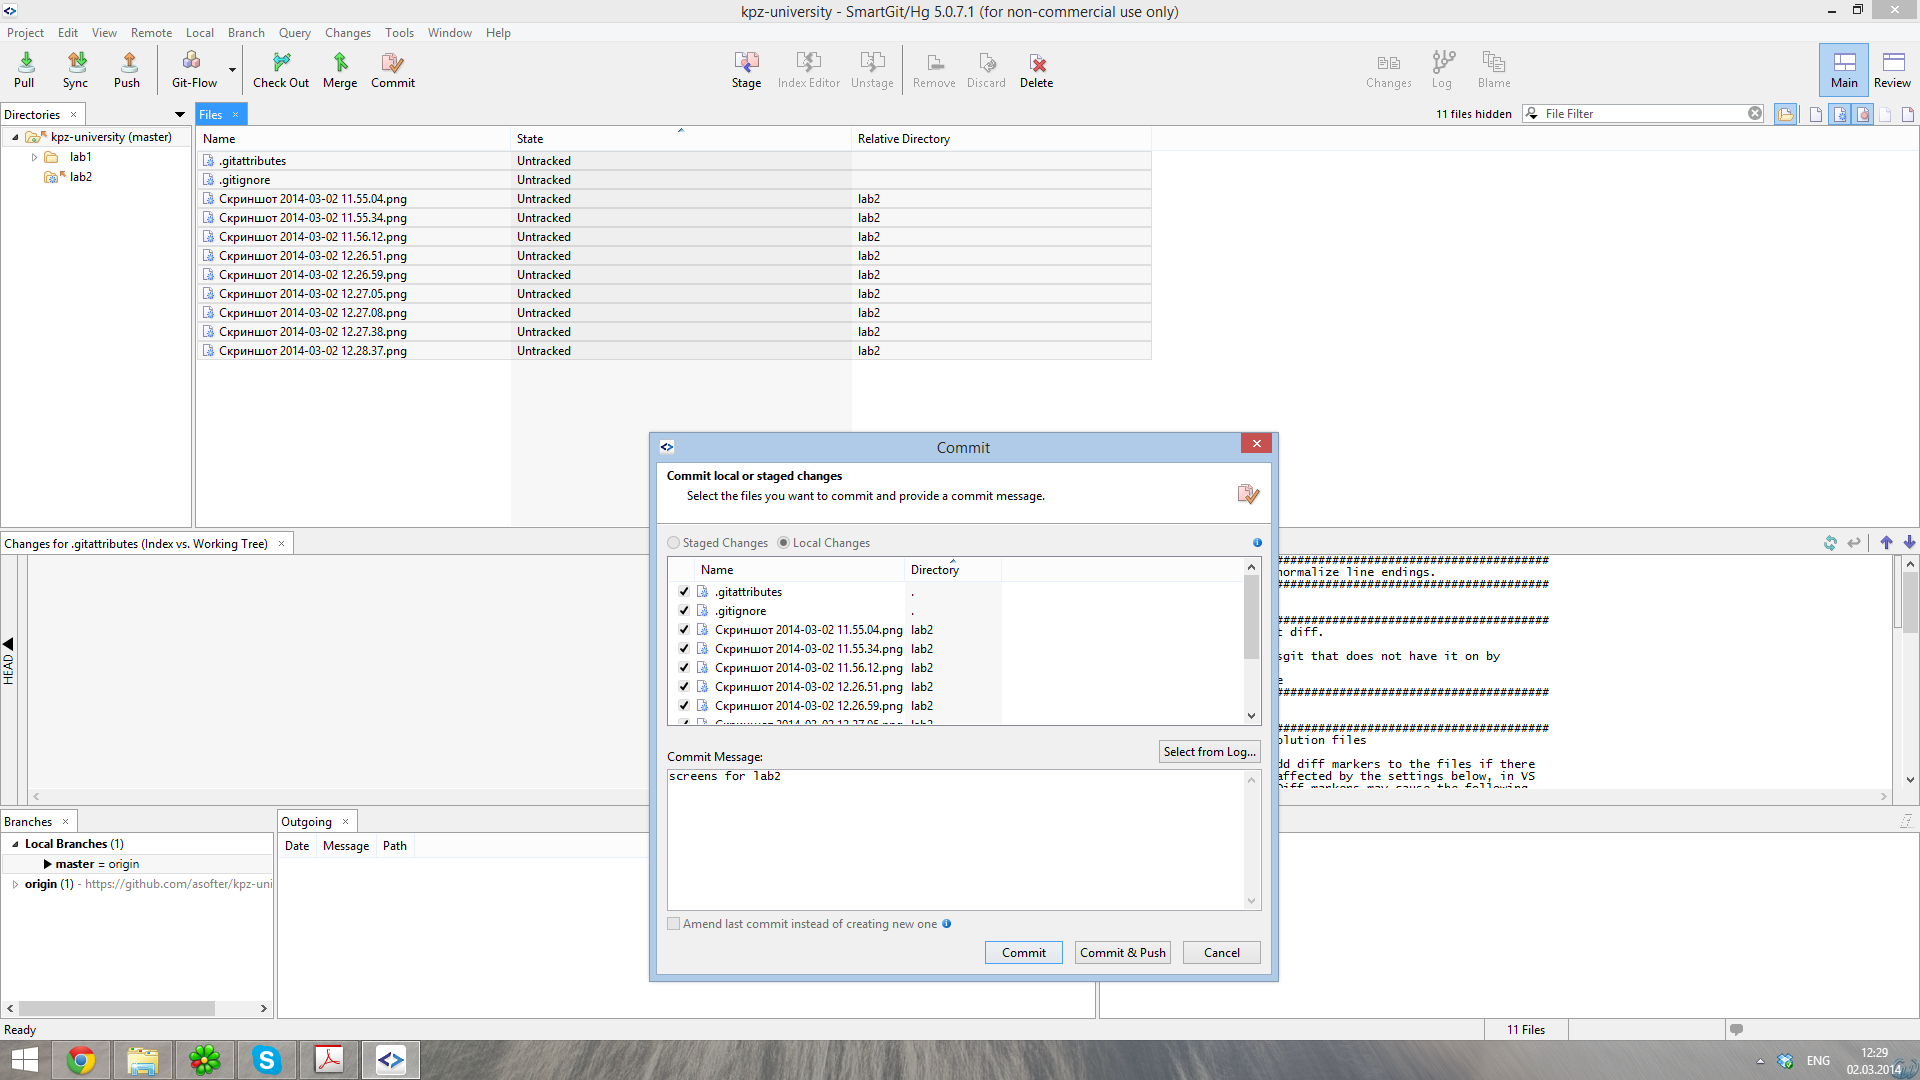 kpz-university - SmartGit/Hg 5.0.7.1 (for non-commercial use only)
Project Edit View Remote Local Branch Query Changes Tools Window Help
Pull Sync Push Git-Flow Check Out Merge Commit Stage Index Editor Unstage Remove Discard Delete Changes Log Blame Main Review
Directories
Files
11 files hidden
File Filter
kpz-university (master)
lab1
lab2
Name State Relative Directory
.gitattributes Untracked
.gitignore Untracked
Скриншот 2014-03-02 11.55.04.png Untracked lab2
Скриншот 2014-03-02 11.55.34.png Untracked lab2
Скриншот 2014-03-02 11.56.12.png Untracked lab2
Скриншот 2014-03-02 12.26.51.png Untracked lab2
Скриншот 2014-03-02 12.26.59.png Untracked lab2
Скриншот 2014-03-02 12.27.05.png Untracked lab2
Скриншот 2014-03-02 12.27.08.png Untracked lab2
Скриншот 2014-03-02 12.27.38.png Untracked lab2
Скриншот 2014-03-02 12.28.37.png Untracked lab2
Changes for .gitattributes (Index vs. Working Tree)
HEAD
Commit
Commit local or staged changes
Select the files you want to commit and provide a commit message.
Staged Changes Local Changes
Name Directory
.gitattributes .
.gitignore .
Скриншот 2014-03-02 11.55.04.png lab2
Скриншот 2014-03-02 11.55.34.png lab2
Скриншот 2014-03-02 11.56.12.png lab2
Скриншот 2014-03-02 12.26.51.png lab2
Скриншот 2014-03-02 12.26.59.png lab2
Скриншот 2014-03-02 12.27.05.png lab2
Commit Message:
Select from Log...
screens for lab2
Amend last commit instead of creating new one
Commit Commit & Push Cancel
#####################################
normalize line endings.
#####################################
#####################################
t diff.
sgit that does not have it on by
e
#####################################
#####################################
olution files
dd diff markers to the files if there
affected by the settings below, in VS
Diff markers may cause the following
Branches
Local Branches (1)
master = origin
origin (1) - https://github.com/asofter/kpz-uni
Outgoing
Date Message Path
Ready
11 Files
ENG
12:29
02.03.2014